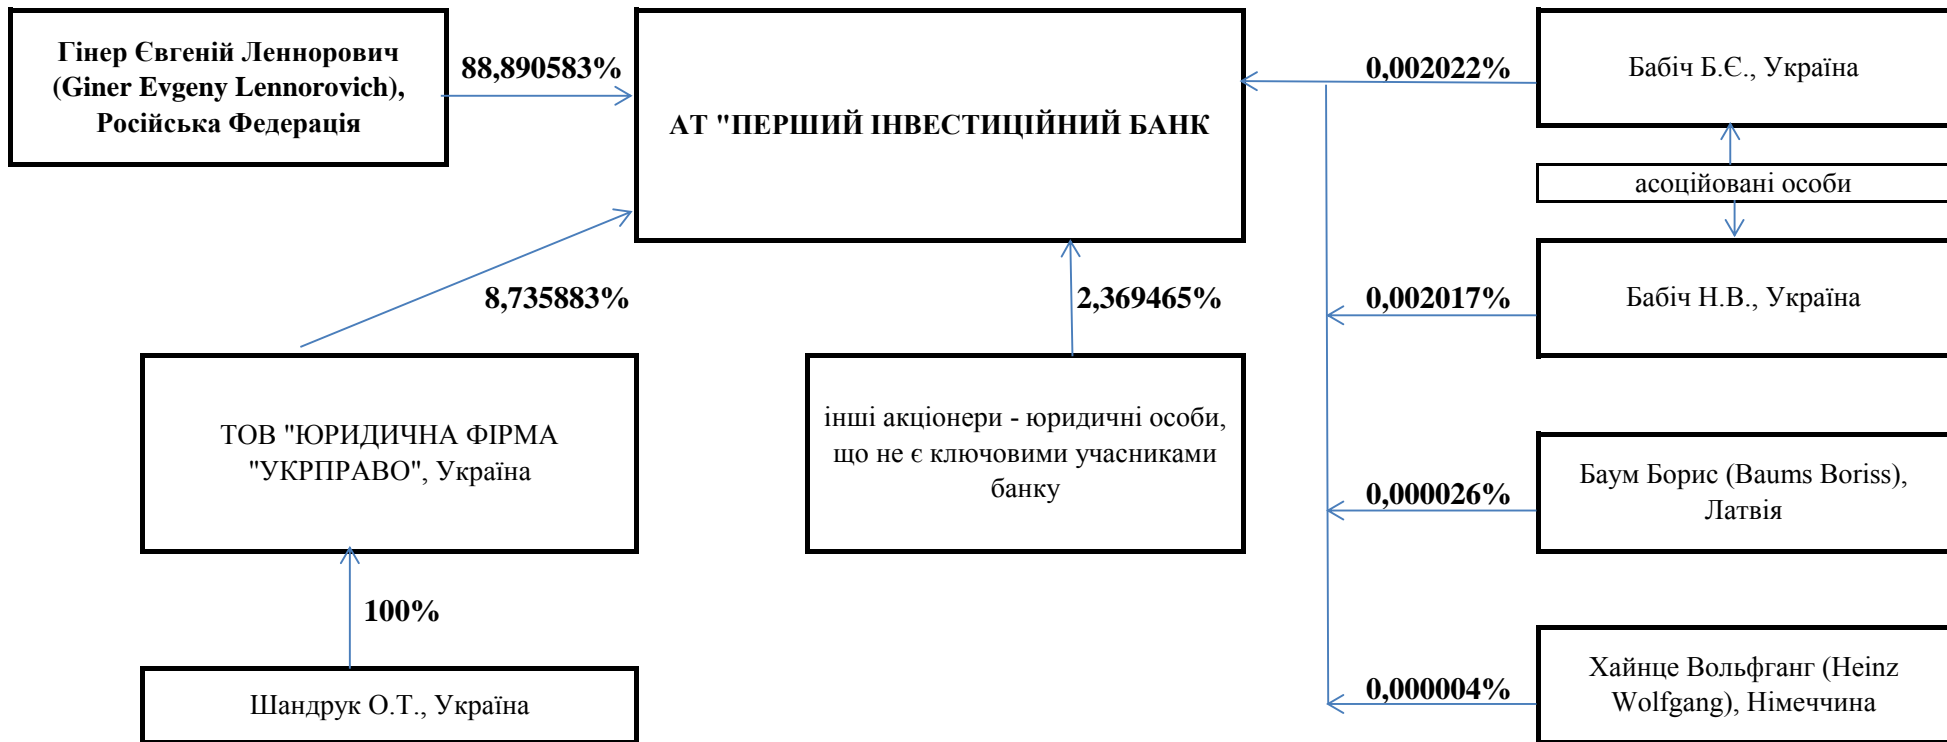 Гінер Євгеній Леннорович
(Giner Evgeny Lennorovich),
Російська Федерація
88,890583%
АТ "ПЕРШИЙ ІНВЕСТИЦІЙНИЙ БАНК
0,002022%
Бабіч Б.Є., Україна
асоційовані особи
8,735883%
2,369465%
0,002017%
Бабіч Н.В., Україна
ТОВ "ЮРИДИЧНА ФІРМА
"УКРПРАВО", Україна
інші акціонери - юридичні особи,
що не є ключовими учасниками
банку
0,000026%
Баум Борис (Baums Boriss),
Латвія
100%
Шандрук О.Т., Україна
0,000004%
Хайнце Вольфганг (Heinz
Wolfgang), Німеччина